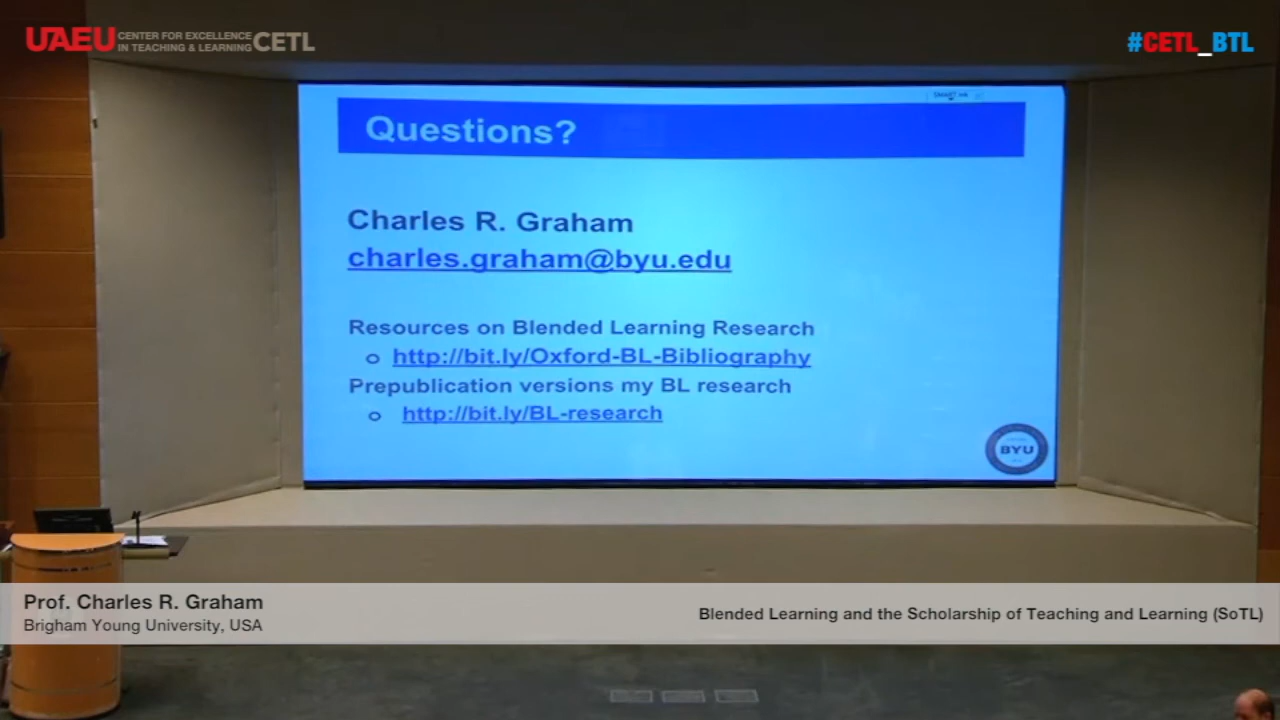 UAEU CENTER FOR EXCELLENCE
IN TEACHING & LEARNING CETL
#CETL_BTL
Questions?
Charles R. Graham
charles.graham@byu.edu
Resources on Blended Learning Research
http://bit.ly/Oxford-BL-Bibliography
Prepublication versions my BL research
http://bit.ly/BL-research
BYU
Prof. Charles R. Graham
Brigham Young University, USA
Blended Learning and the Scholarship of Teaching and Learning (SoTL)